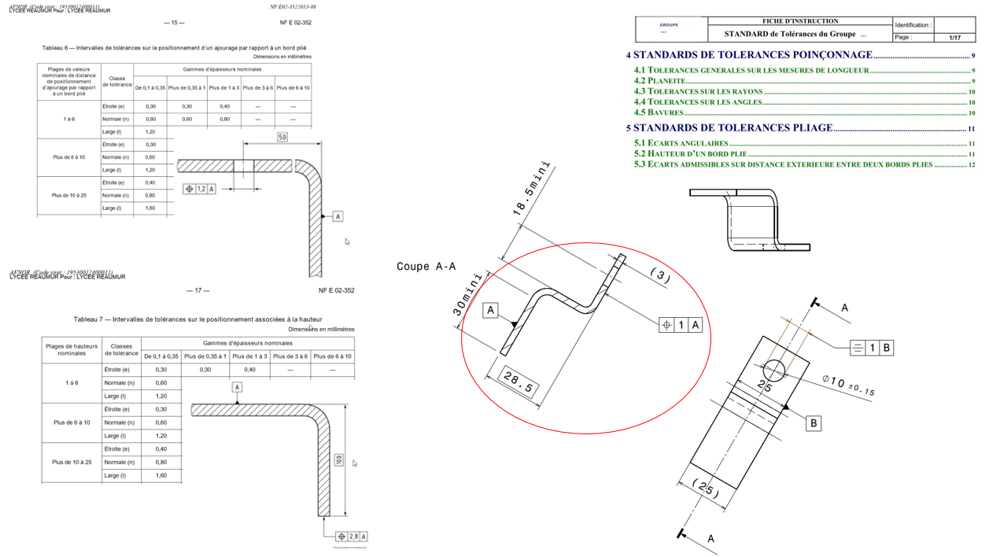 AFNOR (Code siret : 19530012400011)
LYCEE REAUMUR Pour : LYCEE REAUMUR
NF E02-3522013-08
— 15 —
NF E 02-352
Tableau 6 — Intervalles de tolérances sur le positionnement d'un ajourage par rapport à un bord plié
Dimensions en millimètres
Plages de valeurs nominales de distance de positionnement d'ajourage par rapport à un bord plié
Classe de tolérance
Gammes d'épaisseurs nominales
De 0,1 à 0,35 Plus de 0,35 à 1 Plus de 1 à 3 Plus de 3 à 6 Plus de 6 à 10
1 à 6
Étroite (e) 0,30 0,30 0,40 — —
Normale (n) 0,60 0,60 0,80 — —
Large (l) 1,20
Plus de 6 à 10
Étroite (e) 0,30
Normale (n) 0,60
Large (l) 1,20
Plus de 10 à 25
Étroite (e) 0,40
Normale (n) 0,80
Large (l) 1,60
50
⌖ 1,2 A
A
AFNOR (Code siret : 19530012400011)
LYCEE REAUMUR Pour : LYCEE REAUMUR
— 17 —
NF E 02-352
Tableau 7 — Intervalles de tolérances sur le positionnement associées à la hauteur
Dimensions en millimètres
Plages de hauteurs nominales
Classes de tolérance
Gammes d'épaisseurs nominales
De 0,1 à 0,35 Plus de 0,35 à 1 Plus de 1 à 3 Plus de 3 à 6 Plus de 6 à 10
1 à 6
Étroite (e) 0,30 0,30 0,40 — —
Normale (n) 0,60
Large (l) 1,20
Plus de 6 à 10
Étroite (e) 0,30
Normale (n) 0,60
Large (l) 1,20
Plus de 10 à 25
Étroite (e) 0,40
Normale (n) 0,80
Large (l) 1,60
A
100
⌖ 2,8 A
GROUPE
...
FICHE D'INSTRUCTION
STANDARD de Tolérances du Groupe ...
Identification :
Page : 1/17
4 STANDARDS DE TOLERANCES POINÇONNAGE 9
4.1 TOLERANCES GENERALES SUR LES MESURES DE LONGUEUR 9
4.2 PLANEITE 9
4.3 TOLERANCES SUR LES RAYONS 10
4.4 TOLERANCES SUR LES ANGLES 10
4.5 BAVURES 10
5 STANDARDS DE TOLERANCES PLIAGE 11
5.1 ECARTS ANGULAIRES 11
5.2 HAUTEUR D'UN BORD PLIE 11
5.3 ECARTS ADMISSIBLES SUR DISTANCE EXTERIEURE ENTRE DEUX BORDS PLIES 12
Coupe A-A
18.5mini
30mini
(3)
A
⌖ 1 A
28.5
A
⌯ 1 B
Ø10 ±0.15
25
B
(25)
A